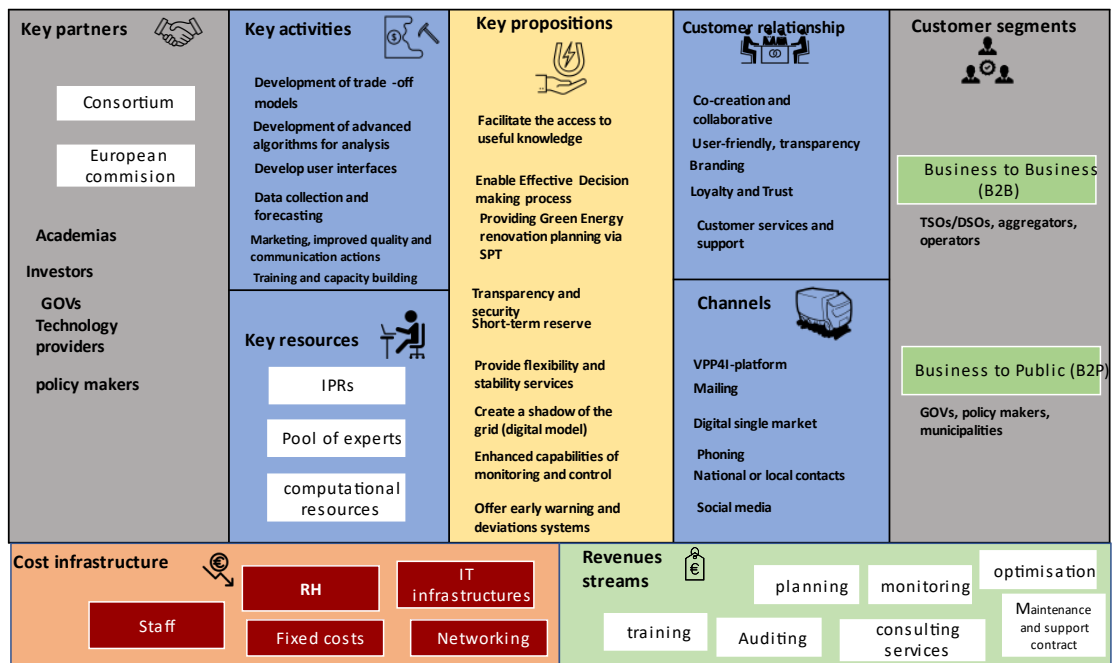 Key partners
Consortium
European
commision
Academias
Investors
GOVs
Technology
providers
policy makers
Key activities
Development of trade -off
models
Development of advanced
algorithms for analysis
Develop user interfaces
Data collection and
forecasting
Marketing, improved quality and
communication actions
Training and capacity building
Key resources
IPRs
Pool of experts
computational
resources
Key propositions
Facilitate the access to
useful knowledge
Enable Effective Decision
making process
Providing Green Energy
renovation planning via
SPT
Transparency and
security
Short-term reserve
Provide flexibility and
stability services
Create a shadow of the
grid (digital model)
Enhanced capabilities of
monitoring and control
Offer early warning and
deviations systems
Customer relationship
Co-creation and
collaborative
User-friendly, transparency
Branding
Loyalty and Trust
Customer services and
support
Channels
VPP4I-platform
Mailing
Digital single market
Phoning
National or local contacts
Social media
Customer segments
Business to Business
(B2B)
TSOs/DSOs, aggregators,
operators
Business to Public (B2P)
GOVs, policy makers,
municipalities
Cost infrastructure
€
RH
IT
infrastructures
Staff
Fixed costs
Networking
Revenues
streams
€
planning
monitoring
optimisation
training
Auditing
consulting
services
Maintenance
and support
contract